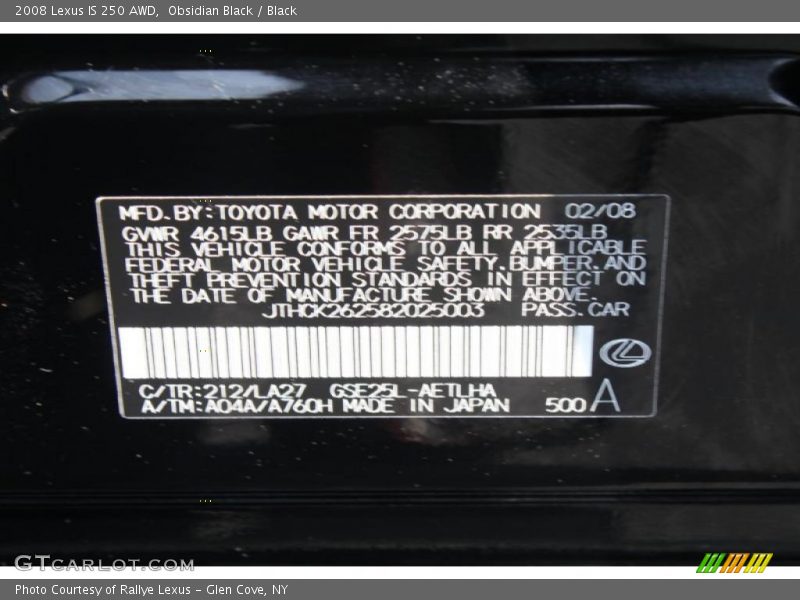 2008 Lexus IS 250 AWD,  Obsidian Black / Black
MFD.BY:TOYOTA MOTOR CORPORATION 02/08
GVWR 4615LB GAWR FR 2575LB RR 2535LB
THIS VEHICLE CONFORMS TO ALL APPLICABLE
FEDERAL MOTOR VEHICLE SAFETY,BUMPER,AND
THEFT PREVENTION STANDARDS IN EFFECT ON
THE DATE OF MANUFACTURE SHOWN ABOVE.
JTHCK262582025003 PASS.CAR
C/TR:212/LA27 GSE25L-AETLHA
A/TM:A04A/A760H MADE IN JAPAN 500 A
GTCARLOT.COM
Photo Courtesy of Rallye Lexus - Glen Cove, NY